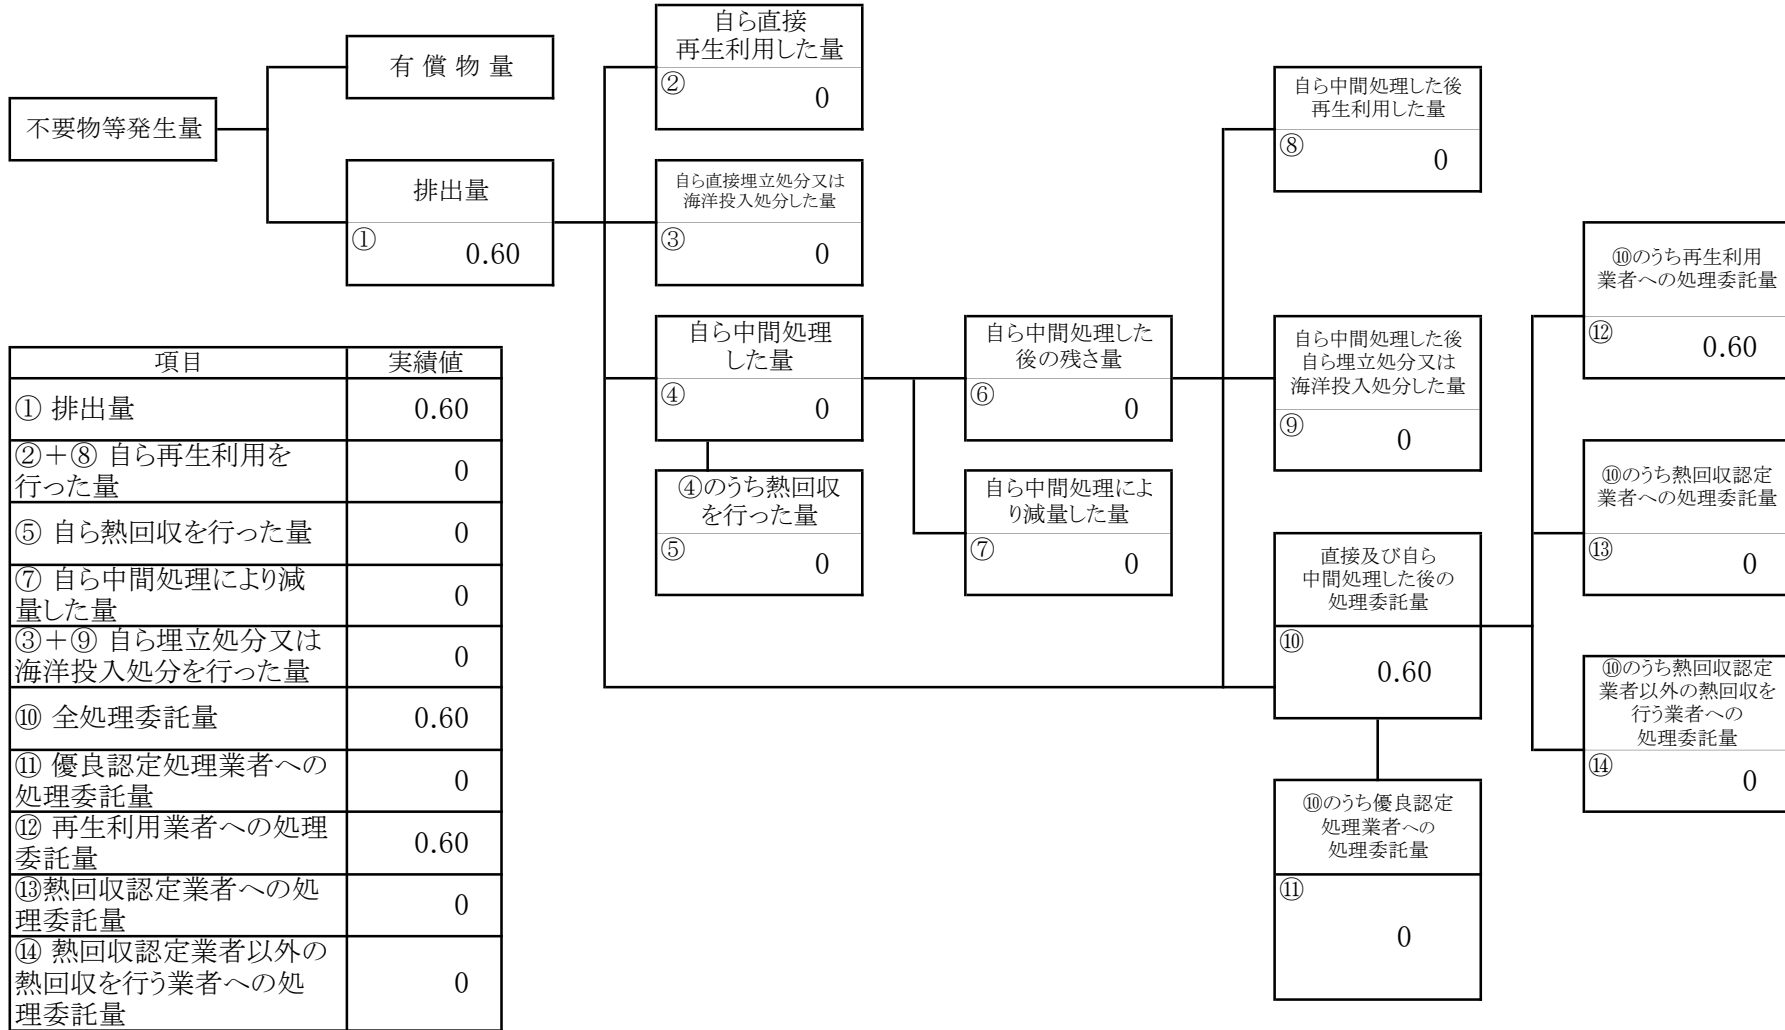 不要物等発生量
有 償 物 量
排出量
①
0.60
自ら直接
再生利用した量
②
0
自ら直接埋立処分又は
海洋投入処分した量
③
0
自ら中間処理
した量
④
0
④のうち熱回収
を行った量
⑤
0
自ら中間処理した
後の残さ量
⑥
0
自ら中間処理によ
り減量した量
⑦
0
自ら中間処理した後
再生利用した量
⑧
0
自ら中間処理した後
自ら埋立処分又は
海洋投入処分した量
⑨
0
直接及び自ら
中間処理した後の
処理委託量
⑩
0.60
⑩のうち優良認定
処理業者への
処理委託量
⑪
0
⑩のうち再生利用
業者への処理委託量
⑫
0.60
⑩のうち熱回収認定
業者への処理委託量
⑬
0
⑩のうち熱回収認定
業者以外の熱回収を
行う業者への
処理委託量
⑭
0
項目 実績値
① 排出量 0.60
②＋⑧ 自ら再生利用を
行った量 0
⑤ 自ら熱回収を行った量 0
⑦ 自ら中間処理により減
量した量 0
③＋⑨ 自ら埋立処分又は
海洋投入処分を行った量 0
⑩ 全処理委託量 0.60
⑪ 優良認定処理業者への
処理委託量 0
⑫ 再生利用業者への処理
委託量 0.60
⑬熱回収認定業者への処
理委託量 0
⑭ 熱回収認定業者以外の
熱回収を行う業者への処
理委託量 0